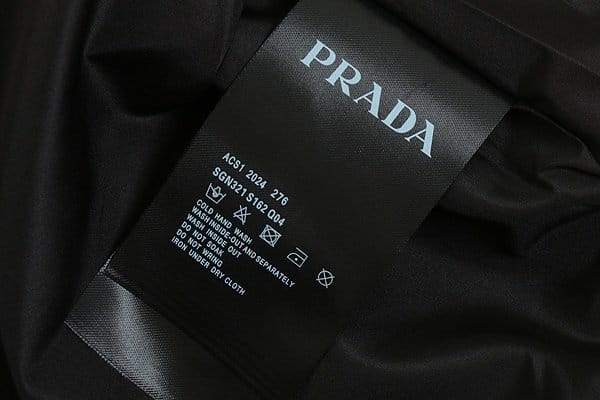 PRADA
ACS1 2024 276
SGN321 S162 Q04
COLD HAND WASH
WASH INSIDE-OUT AND SEPARATELY
WASH INSIDE OUT
DO NOT SOAK
DO NOT WRING
IRON UNDER DRY CLOTH